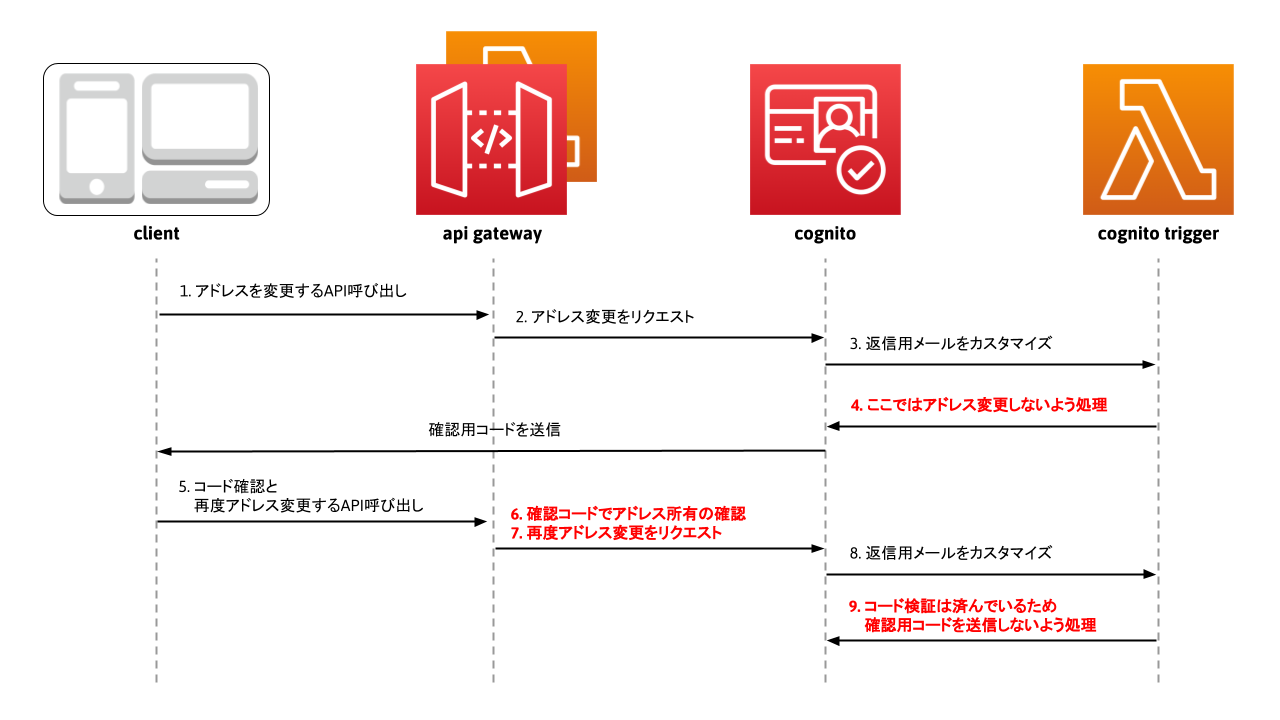 client
api gateway
cognito
cognito trigger
1. アドレスを変更するAPI呼び出し
2. アドレス変更をリクエスト
3. 返信用メールをカスタマイズ
4. ここではアドレス変更しないよう処理
確認用コードを送信
5. コード確認と
再度アドレス変更するAPI呼び出し
6. 確認コードでアドレス所有の確認
7. 再度アドレス変更をリクエスト
8. 返信用メールをカスタマイズ
9. コード検証は済んでいるため
確認用コードを送信しないよう処理